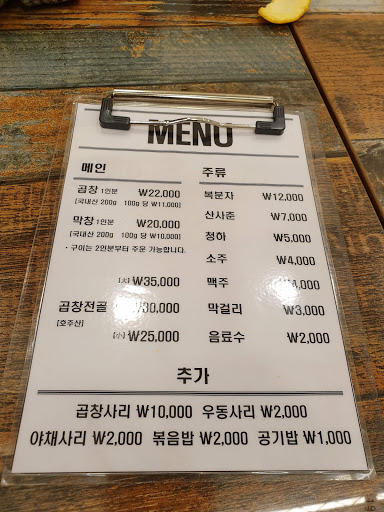 MENU
메인
곱창 1인분 ₩22,000
[국내산 200g 100g 당 ₩11,000]
막창 1인분 ₩20,000
[국내산 200g 100g 당 ₩10,000]
· 구이는 2인분부터 주문 가능합니다.
₩35,000
곱창전골
[호주산]
[小] ₩25,000
주류
복분자 ₩12,000
산사춘 ₩7,000
청하 ₩5,000
소주 ₩4,000
맥주
막걸리 ₩3,000
음료수 ₩2,000
추가
곱창사리 ₩10,000 우동사리 ₩2,000
야채사리 ₩2,000 볶음밥 ₩2,000 공기밥 ₩1,000